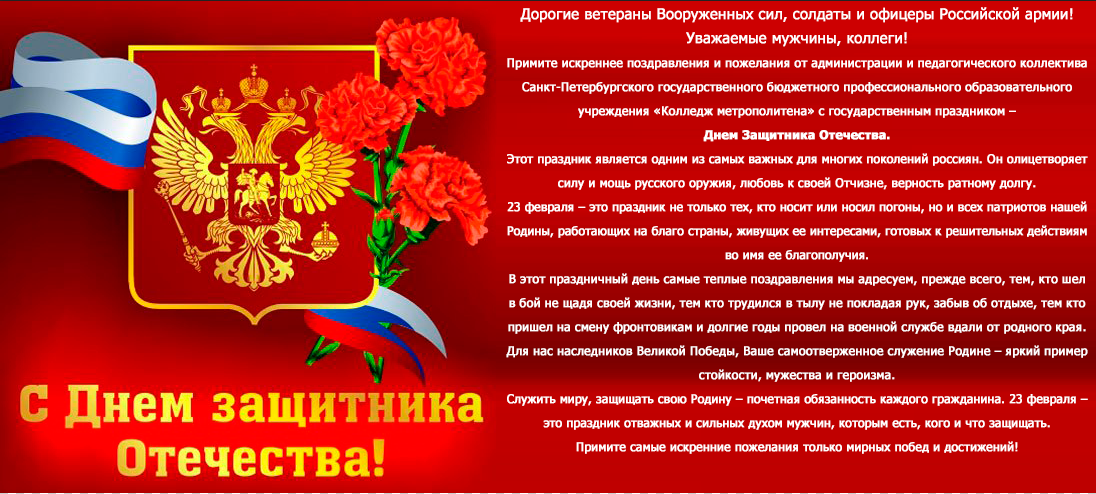 С Днем защитника
Отечества!
Дорогие ветераны Вооруженных сил, солдаты и офицеры Российской армии!
Уважаемые мужчины, коллеги!
Примите искреннее поздравления и пожелания от администрации и педагогического коллектива
Санкт-Петербургского государственного бюджетного профессионального образовательного
учреждения «Колледж метрополитена» с государственным праздником –
Днем Защитника Отечества.
Этот праздник является одним из самых важных для многих поколений россиян. Он олицетворяет
силу и мощь русского оружия, любовь к своей Отчизне, верность ратному долгу.
23 февраля – это праздник не только тех, кто носит или носил погоны, но и всех патриотов нашей
Родины, работающих на благо страны, живущих ее интересами, готовых к решительных действиям
во имя ее благополучия.
В этот праздничный день самые теплые поздравления мы адресуем, прежде всего, тем, кто шел
в бой не щадя своей жизни, тем кто трудился в тылу не покладая рук, забыв об отдыхе, тем кто
пришел на смену фронтовикам и долгие годы провел на военной службе вдали от родного края.
Для нас наследников Великой Победы, Ваше самоотверженное служение Родине – яркий пример
стойкости, мужества и героизма.
Служить миру, защищать свою Родину – почетная обязанность каждого гражданина. 23 февраля –
это праздник отважных и сильных духом мужчин, которым есть, кого и что защищать.
Примите самые искренние пожелания только мирных побед и достижений!